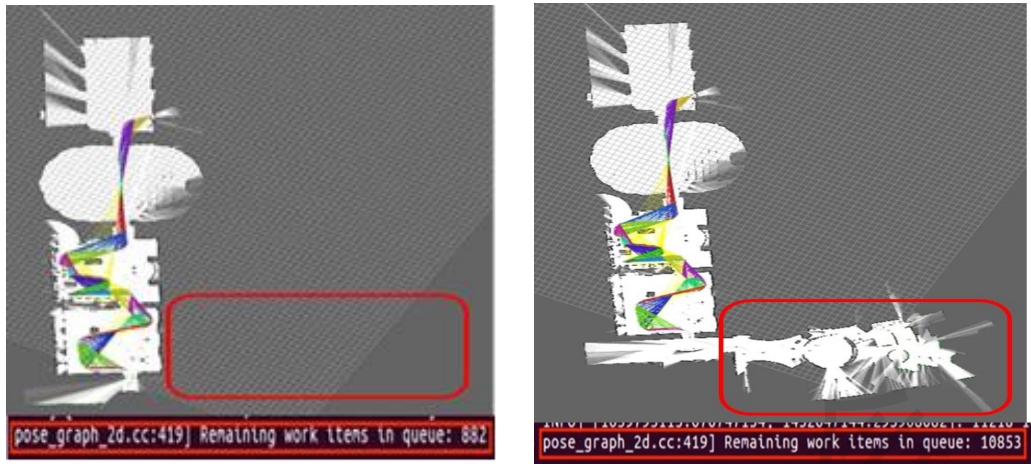 pose_graph_2d.cc:419] Remaining work items in queue: 882
pose_graph_2d.cc:419] Remaining work items in queue: 10853